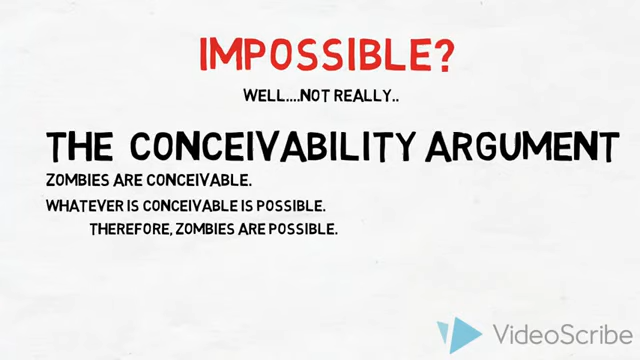 IMPOSSIBLE?
WELL....NOT REALLY..
THE CONCEIVABILITY ARGUMENT
ZOMBIES ARE CONCEIVABLE.
WHATEVER IS CONCEIVABLE IS POSSIBLE.
THEREFORE, ZOMBIES ARE POSSIBLE.
VideoScribe